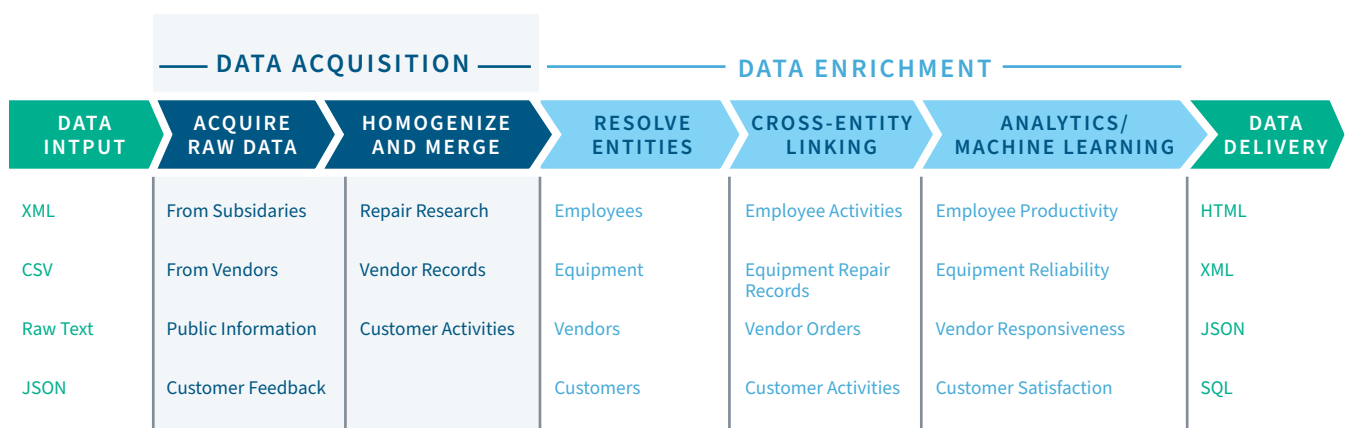 DATA ACQUISITION
DATA ENRICHMENT
DATA
INTPUT
ACQUIRE
RAW DATA
HOMOGENIZE
AND MERGE
RESOLVE
ENTITIES
CROSS-ENTITY
LINKING
ANALYTICS/
MACHINE LEARNING
DATA
DELIVERY
XML
From Subsidaries
Repair Research
Employees
Employee Activities
Employee Productivity
HTML
CSV
From Vendors
Vendor Records
Equipment
Equipment Repair
Records
Equipment Reliability
XML
Raw Text
Public Information
Customer Activities
Vendors
Vendor Orders
Vendor Responsiveness
JSON
JSON
Customer Feedback
Customers
Customer Activities
Customer Satisfaction
SQL